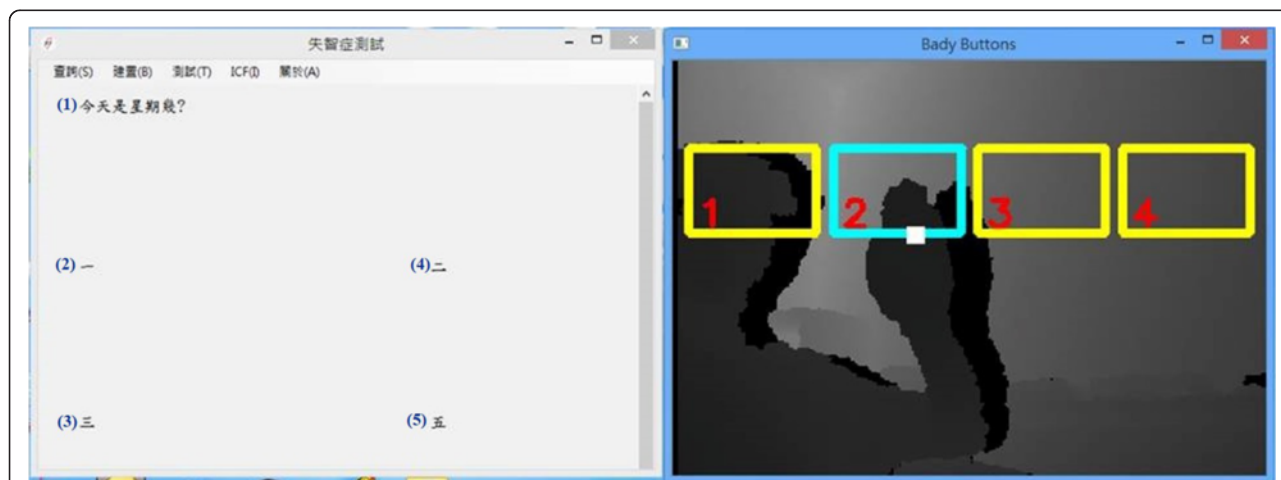 失智症測試
查詢(S) 建置(B) 測試(T) ICF(I) 關於(A)
(1) 今天是星期幾?
(2) 一
(4) 二
(3) 三
(5) 五
Bady Buttons
1 2 3 4